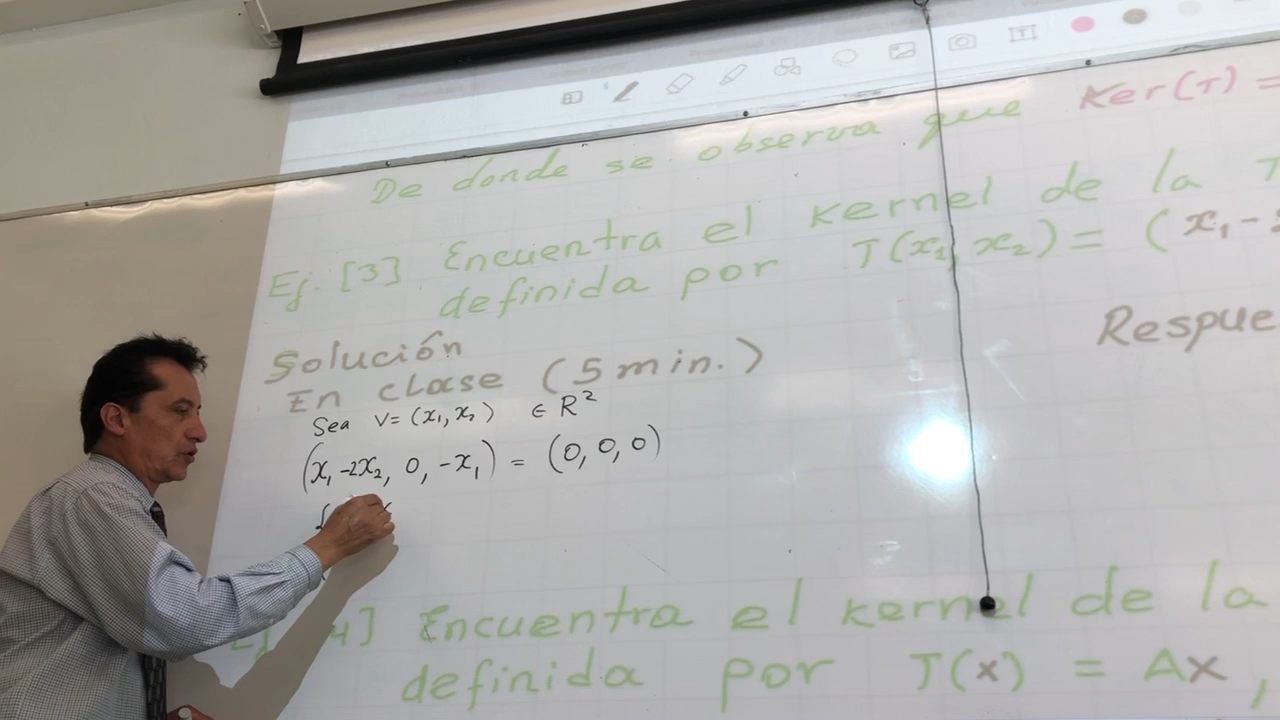 De donde se observa que Ker(T) =
Ej. [3] Encuentra el kernel de la T
definida por T(x₁, x₂) = (x₁ -
Solución
Respue
En clase (5 min.)
Sea V = (x₁, x₂) ∈ R²
(x₁ -2x₂, 0, -x₁) = (0, 0, 0)
4] Encuentra el kernel de la
definida por T(x) = Ax,